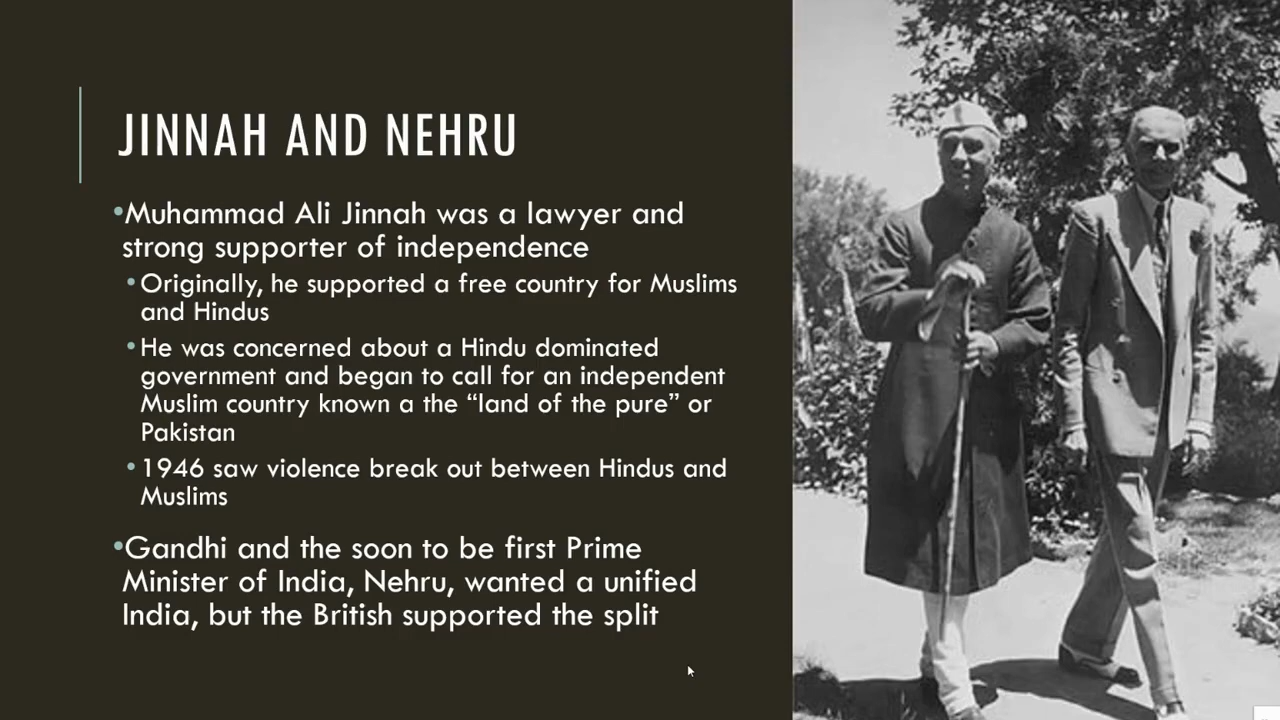 JINNAH AND NEHRU
•Muhammad Ali Jinnah was a lawyer and
strong supporter of independence
•Originally, he supported a free country for Muslims
and Hindus
•He was concerned about a Hindu dominated
government and began to call for an independent
Muslim country known a the “land of the pure” or
Pakistan
•1946 saw violence break out between Hindus and
Muslims
•Gandhi and the soon to be first Prime
Minister of India, Nehru, wanted a unified
India, but the British supported the split